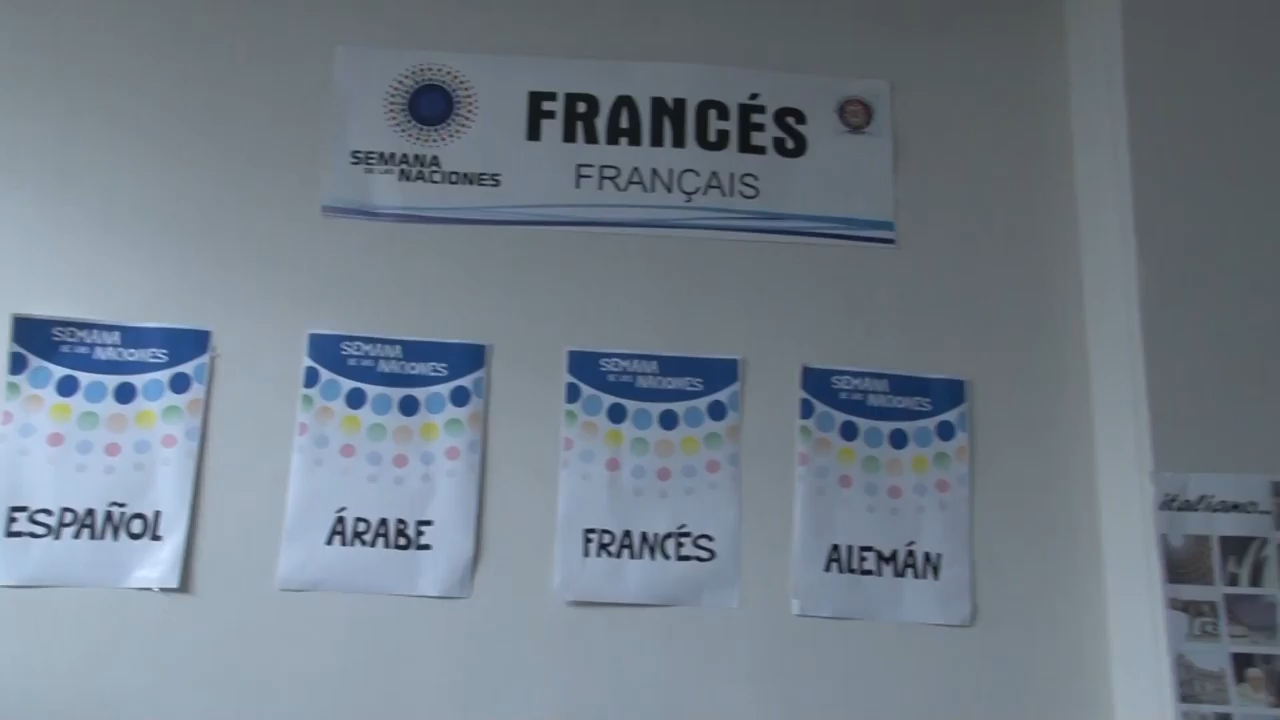 SEMANA
DE LAS NACIONES
FRANCÉS
FRANÇAIS
SEMANA
DE LAS NACIONES
ESPAÑOL
SEMANA
DE LAS NACIONES
ÁRABE
SEMANA
DE LAS NACIONES
FRANCÉS
SEMANA
DE LAS NACIONES
ALEMÁN
italiano...